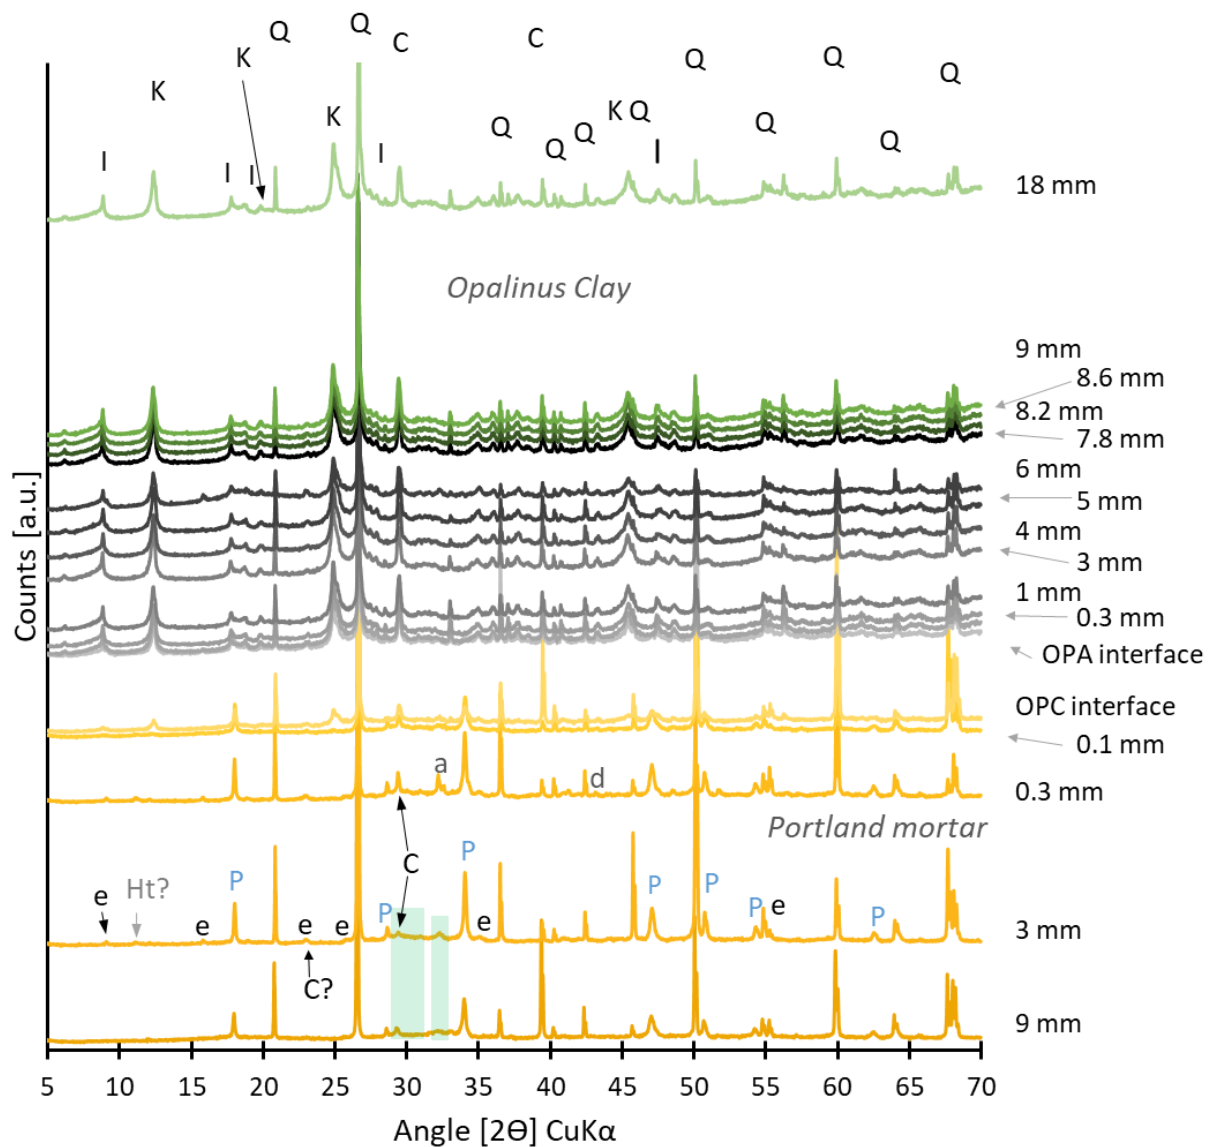 Q
Q
C
C
K
Q
Q
Q
K
I
I
I
K
I
Q
Q
Q
K Q
I
Q
Q
18 mm
Opalinus Clay
9 mm
8.6 mm
8.2 mm
7.8 mm
6 mm
5 mm
4 mm
3 mm
1 mm
0.3 mm
OPA interface
OPC interface
0.1 mm
a
d
0.3 mm
Portland mortar
C
e
Ht?
P
P
P
P
P
P
P
e
e
e
e
e
C?
3 mm
9 mm
Counts [a.u.]
5 10 15 20 25 30 35 40 45 50 55 60 65 70
Angle [2Θ] CuKα